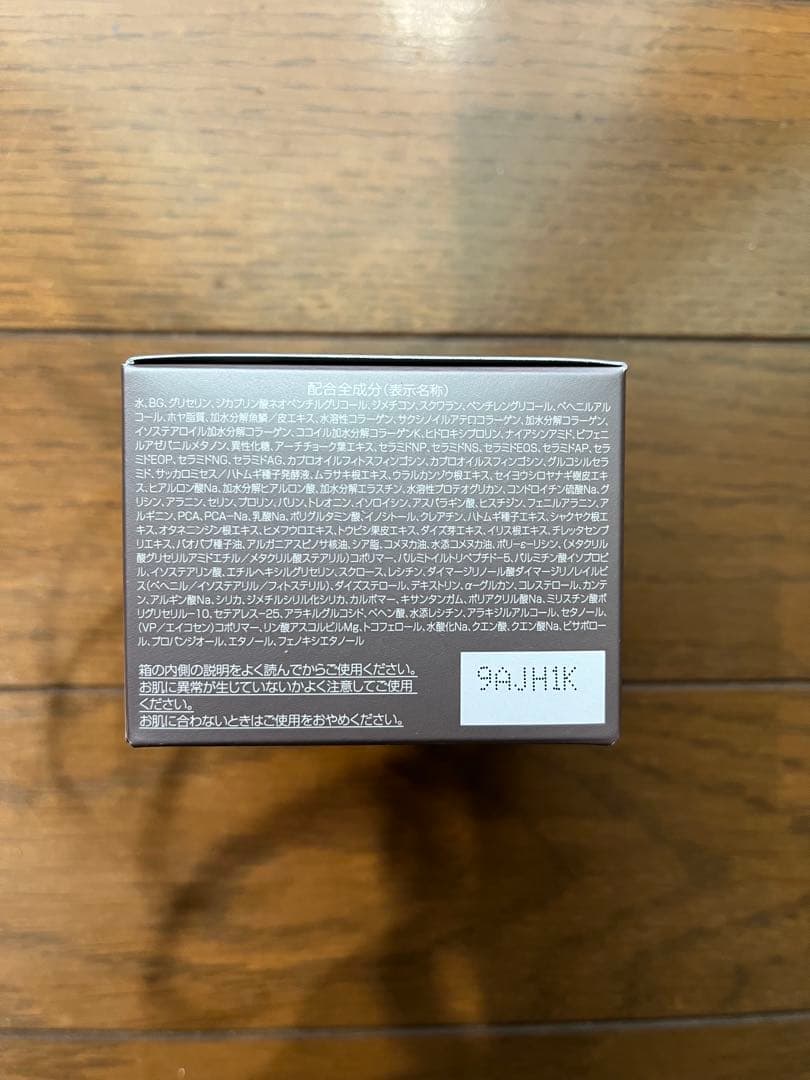 配合全成分(表示名称)
水、BG、グリセリン、ジカプリン酸ネオペンチルグリコール、ジメチコン、スクワラン、ペンチレングリコール、ベヘニルアル
コール、ホヤ脂質、加水分解魚鱗/皮エキス、水溶性コラーゲン、サクシノイルアテロコラーゲン、加水分解コラーゲン、
イソステアロイル加水分解コラーゲン、ココイル加水分解コラーゲンK、ヒドロキシプロリン、ナイアシンアミド、ビフェニ
ルアゼパニルメタノン、異性化糖、アーチチョーク葉エキス、セラミドNP、セラミドNS、セラミドEOS、セラミドAP、セラ
ミドEOP、セラミドNG、セラミドAG、カプロオイルフィトスフィンゴシン、カプロオイルスフィンゴシン、グルコシルセラ
ミド、サッカロミセス/ハトムギ種子発酵液、ムラサキ根エキス、ウラルカンゾウ根エキス、セイヨウシロヤナギ樹皮エキ
ス、ヒアルロン酸Na、加水分解ヒアルロン酸、加水分解エラスチン、水溶性プロテオグリカン、コンドロイチン硫酸Na、グ
リシン、アラニン、セリン、プロリン、バリン、トレオニン、イソロイシン、アスパラギン酸、ヒスチジン、フェニルアラニン、ア
ルギニン、PCA、PCA-Na、乳酸Na、ポリグルタミン酸、イノシトール、クレアチン、ハトムギ種子エキス、シャクヤク根エ
キス、オタネニンジン根エキス、ヒメフウロエキス、トウビシ果皮エキス、ダイズ芽エキス、イリス根エキス、チレッタセンブ
リエキス、バオバブ種子油、アルガニアスピノサ核油、シア脂、コメヌカ油、水添コメヌカ油、ポリ-ε-リシン、(メタクリル
酸グリセリルアミドエチル/メタクリル酸ステアリル)コポリマー、パルミトイルトリペプチド-5、パルミチン酸イソプロピ
ル、イソステアリン酸、エチルヘキシルグリセリン、スクロース、レシチン、ダイマージリノール酸ダイマージリノレイルビ
ス(ベヘニル/イソステアリル/フィトステリル)、ダイズステロール、デキストリン、α-グルカン、コレステロール、カンテ
ン、アルギン酸Na、シリカ、ジメチルシリル化シリカ、カルボマー、キサンタンガム、ポリアクリル酸Na、ミリスチン酸ポ
リグリセリル-10、セテアレス-25、アラキルグルコシド、ベヘン酸、水添レシチン、アラキジルアルコール、セタノール、
(VP/エイコセン)コポリマー、リン酸アスコルビルMg、トコフェロール、水酸化Na、クエン酸、クエン酸Na、ビサボロー
ル、プロパンジオール、エタノール、フェノキシエタノール
箱の内側の説明をよく読んでからご使用ください。
お肌に異常が生じていないかよく注意してご使用
ください。
お肌に合わないときはご使用をおやめください。
9AJH1K